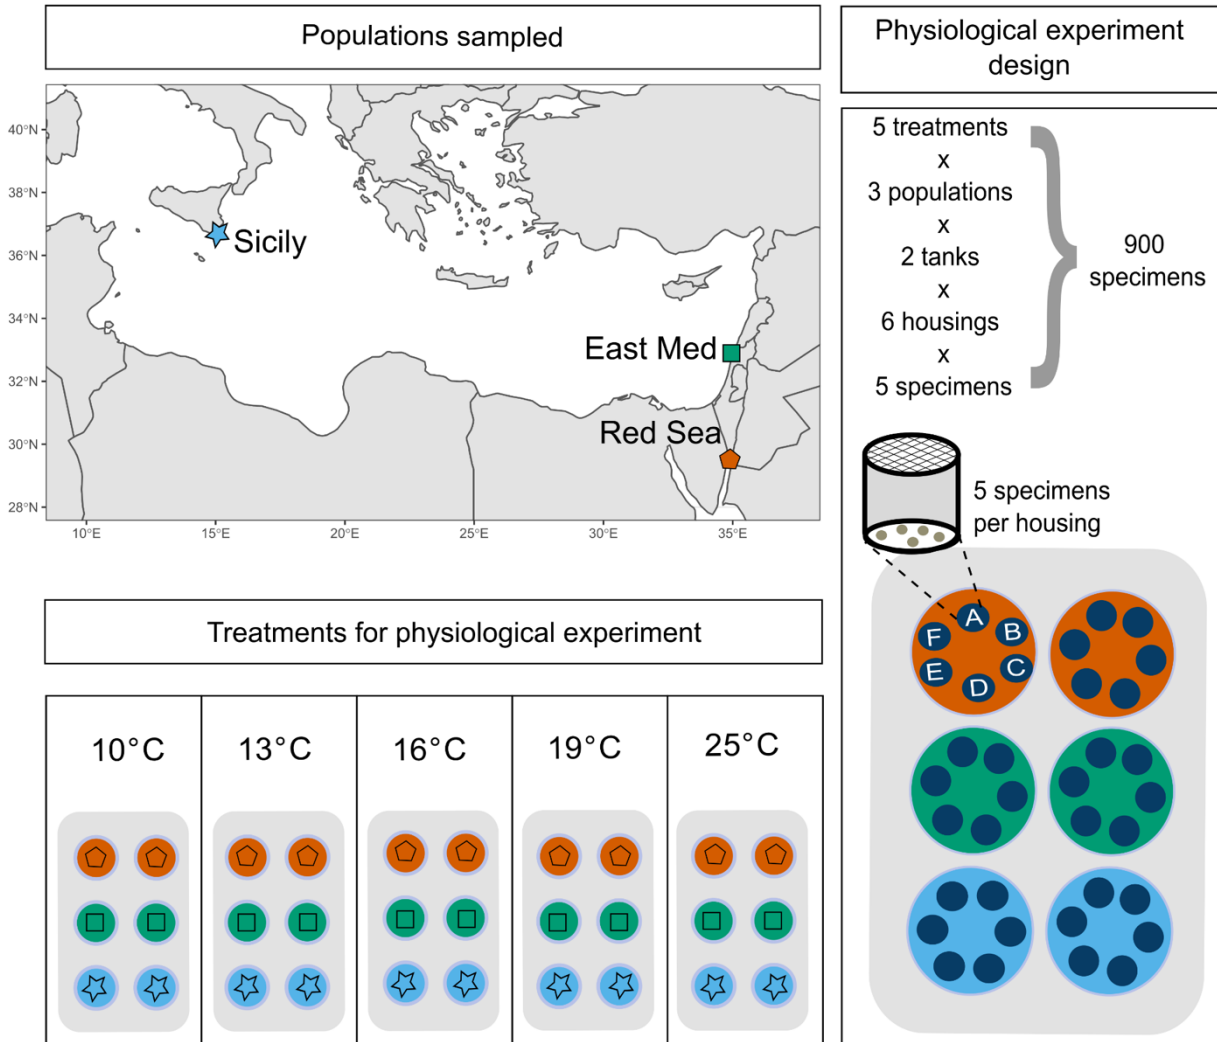 Populations sampled
40°N
38°N
36°N
34°N
32°N
30°N
28°N
10°E
15°E
20°E
25°E
30°E
35°E
Sicily
East Med
Red Sea
Treatments for physiological experiment
10°C
13°C
16°C
19°C
25°C
Physiological experiment
design
5 treatments
x
3 populations
x
2 tanks
x
6 housings
x
5 specimens
900
specimens
5 specimens
per housing
A
B
C
D
E
F